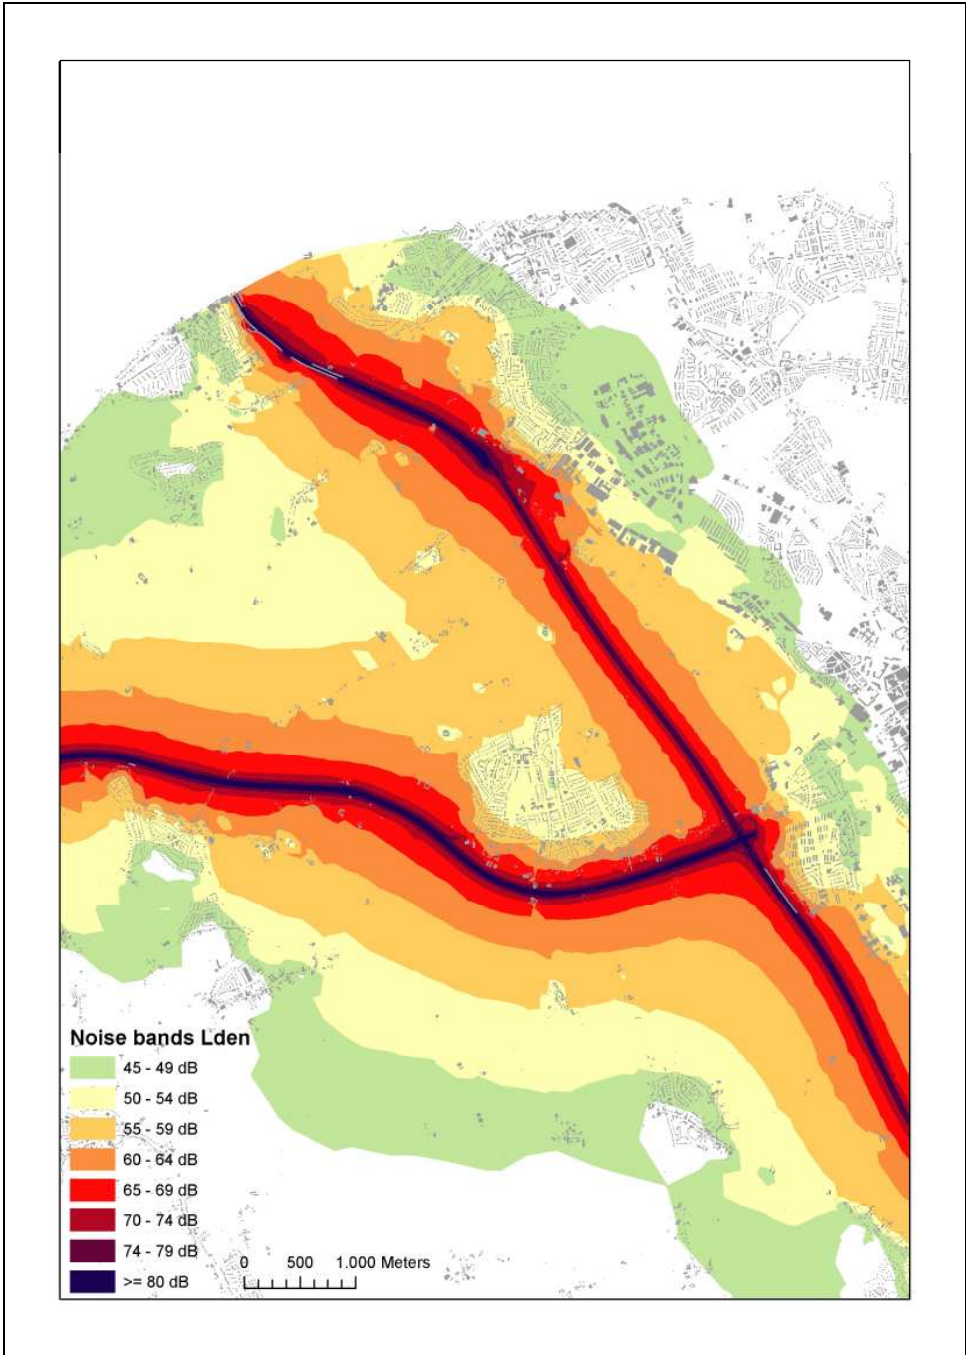 Noise bands Lden
45 - 49 dB
50 - 54 dB
55 - 59 dB
60 - 64 dB
65 - 69 dB
70 - 74 dB
74 - 79 dB
>= 80 dB
0 500 1.000 Meters